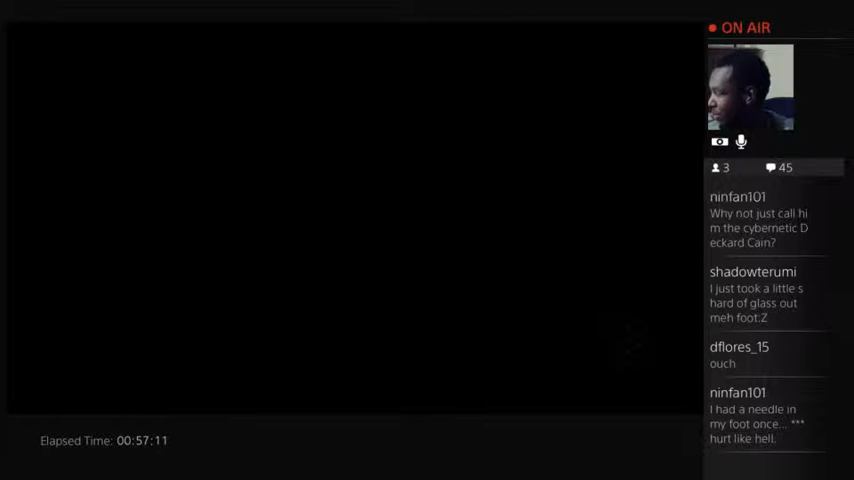 ON AIR
3 45
ninfan101
Why not just call hi
m the cybernetic D
eckard Cain?
shadowterumi
I just took a little s
hard of glass out
meh foot:Z
dflores_15
ouch
ninfan101
I had a needle in
my foot once... ***
hurt like hell.
Elapsed Time: 00:57:11